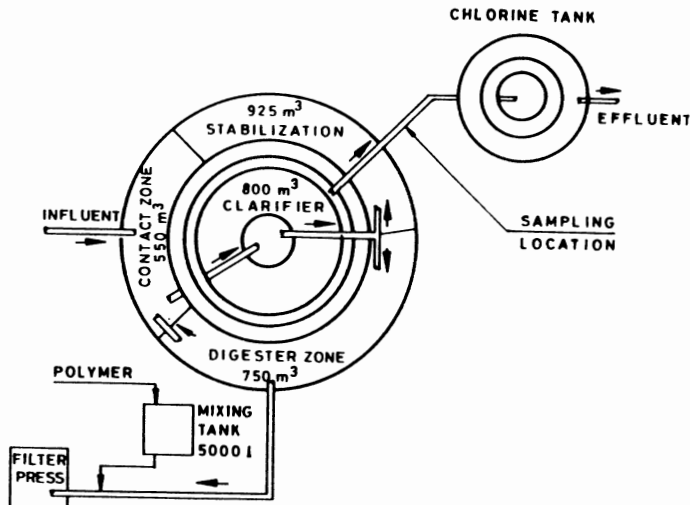 CHLORINE TANK
EFFLUENT
925 m³
STABILIZATION
800 m³
CLARIFIER
CONTACT ZONE
550 m³
INFLUENT
SAMPLING
LOCATION
DIGESTER ZONE
750 m³
POLYMER
MIXING
TANK
5000 l
FILTER
PRESS